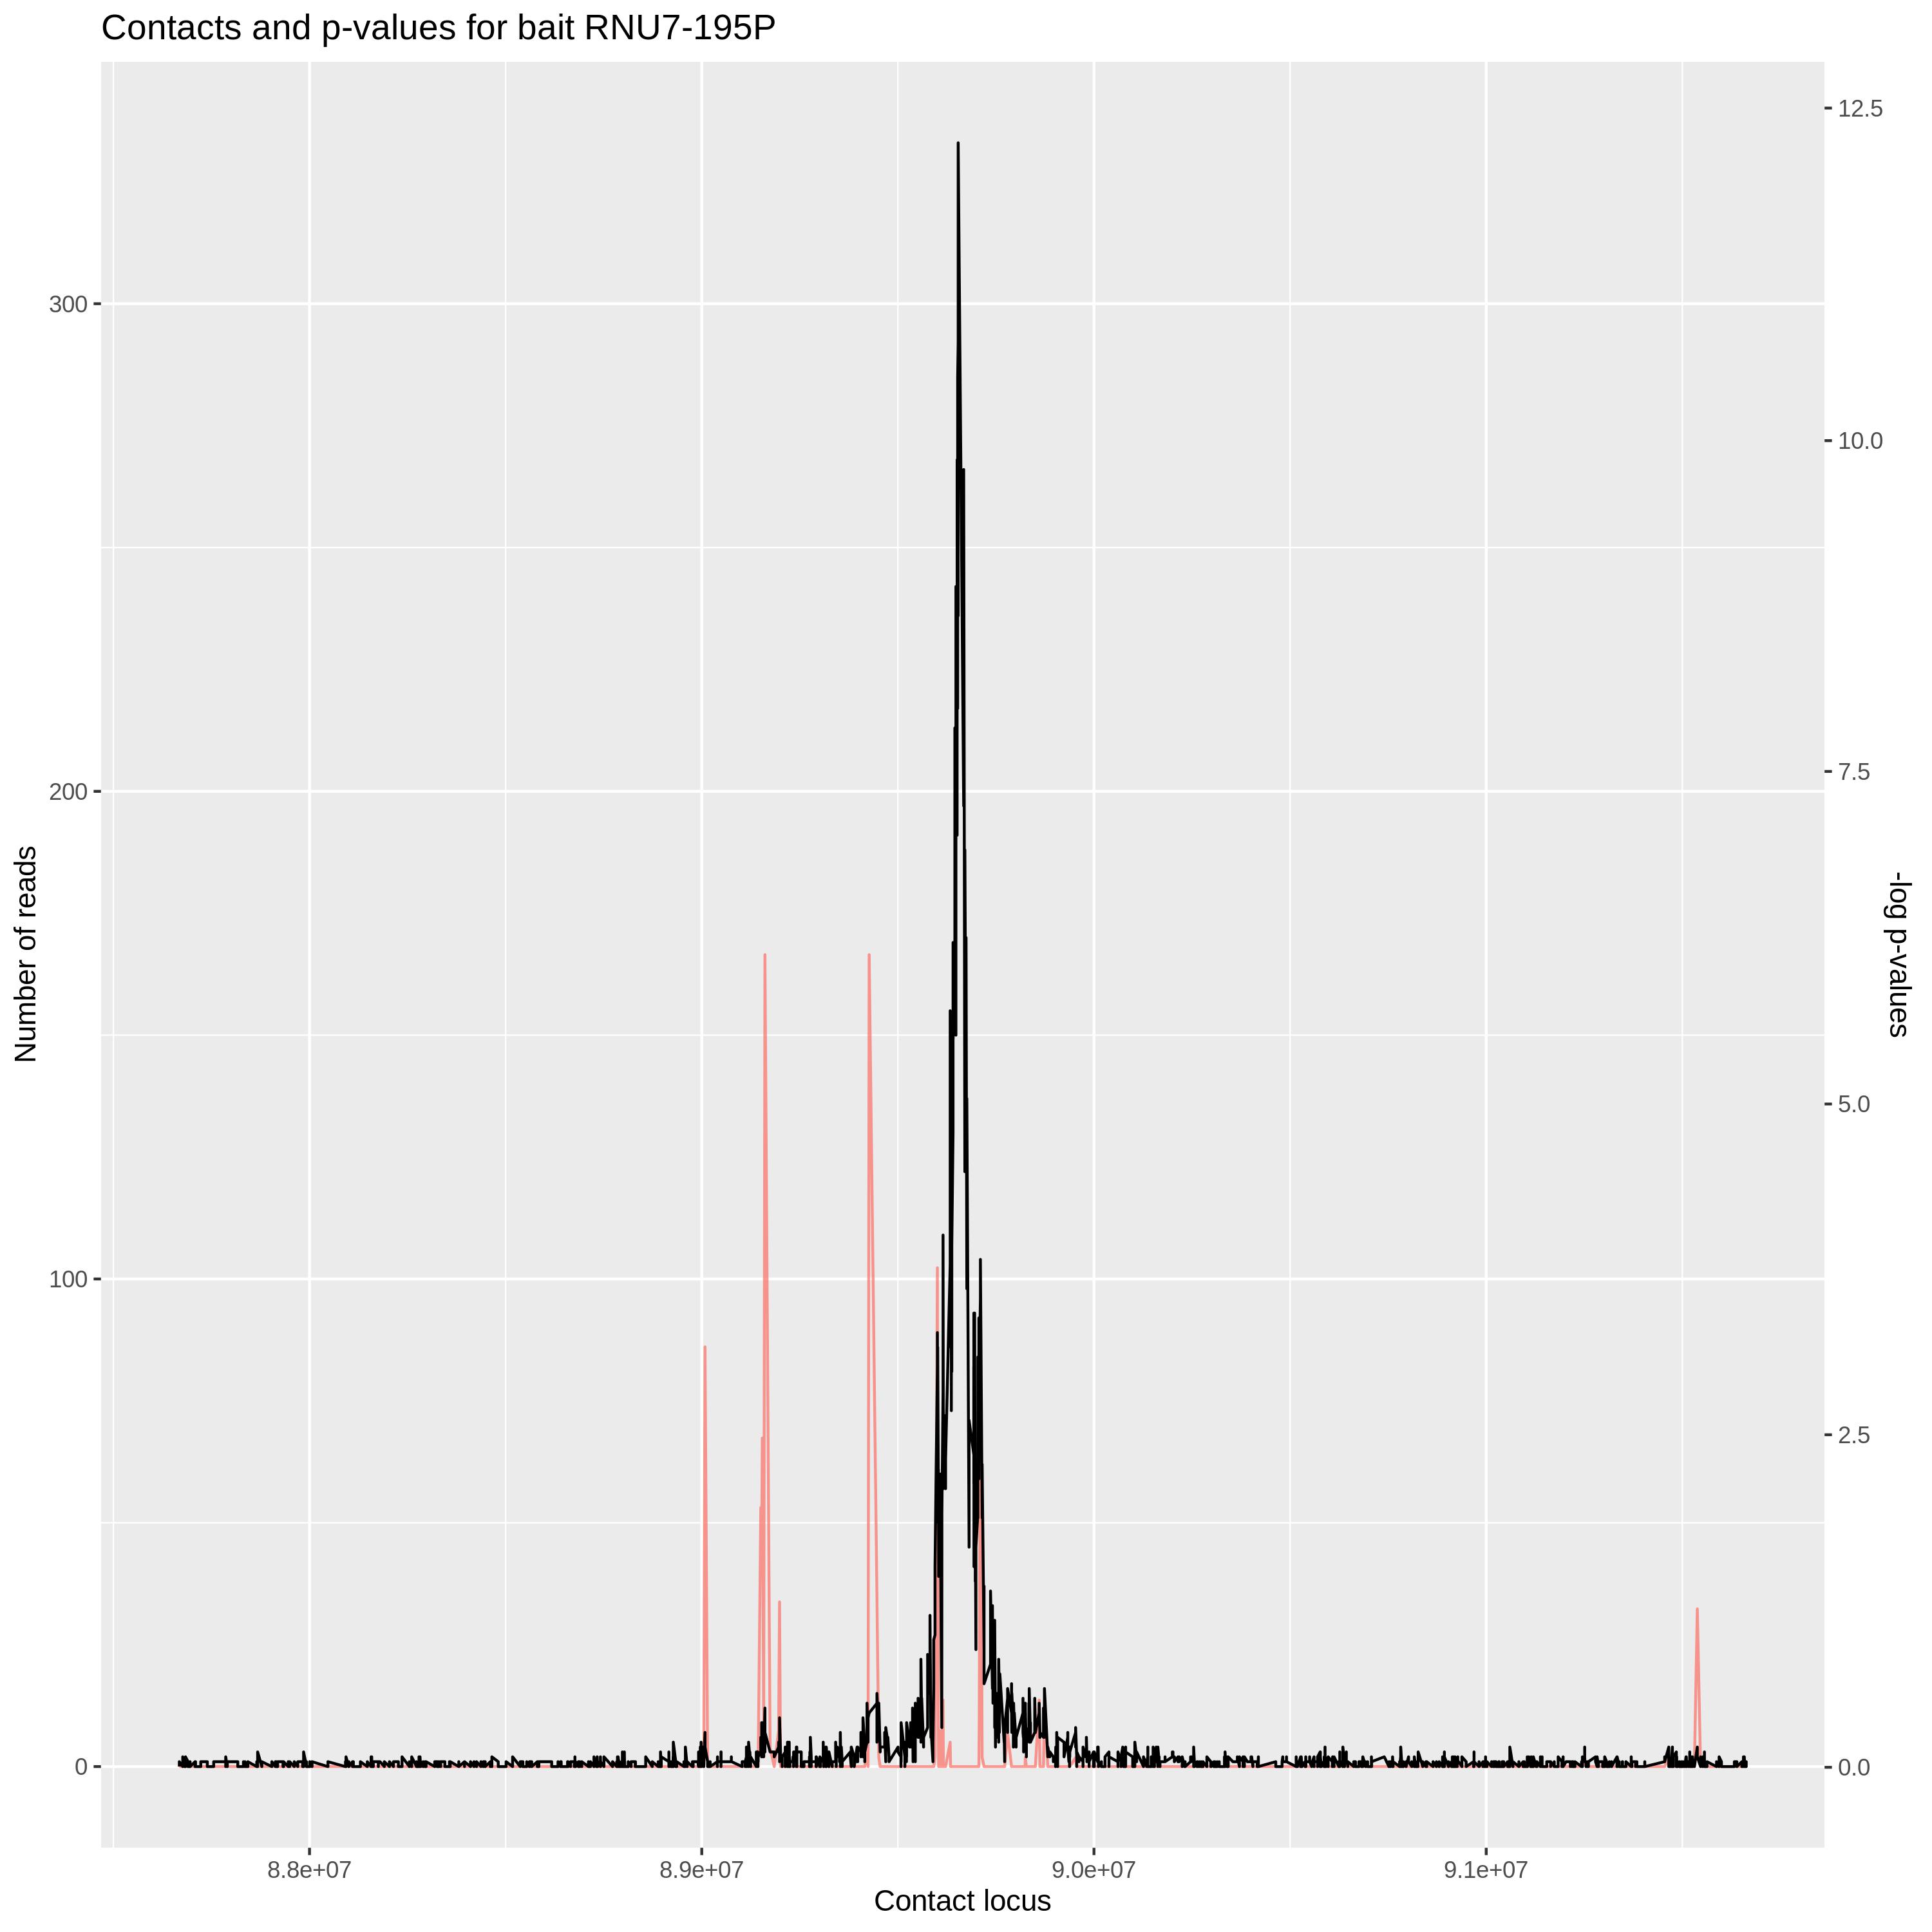 Contacts and p-values for bait RNU7-195P
12.5
300
10.0
200
7.5
Number of reads
-log p-values
5.0
100
2.5
0
0.0
8.8e+07
8.9e+07
9.0e+07
9.1e+07
Contact locus